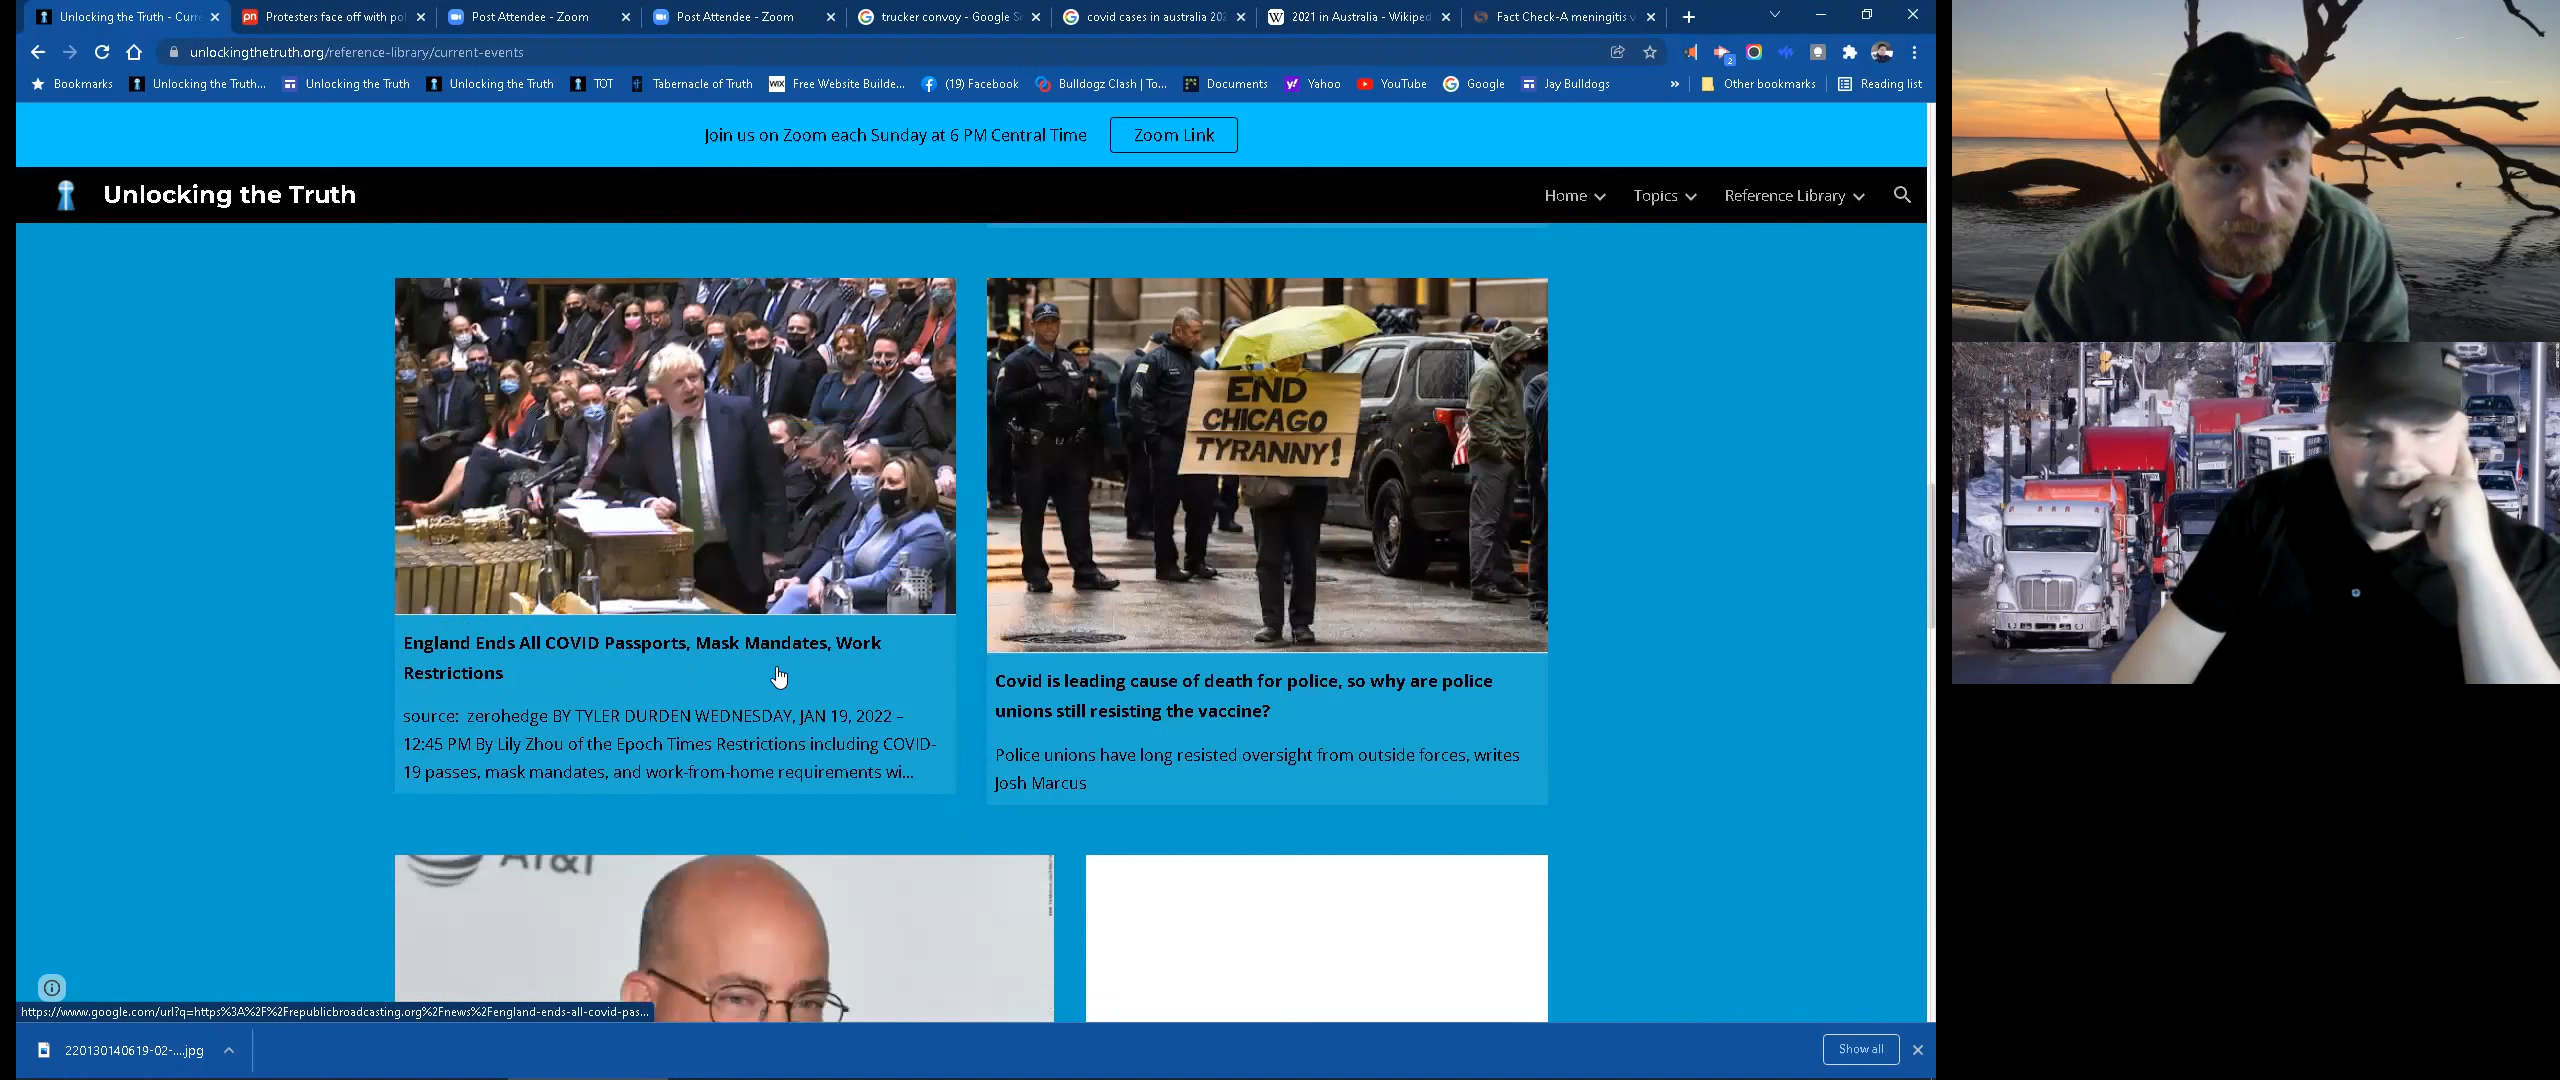 Unlocking the Truth - Curre
Protesters face off with pol
Post Attendee - Zoom
Post Attendee - Zoom
trucker convoy - Google Se
covid cases in australia 202
2021 in Australia - Wikiped
Fact Check-A meningitis v
unlockingthetruth.org/reference-library/current-events
2
Bookmarks
Unlocking the Truth...
Unlocking the Truth
Unlocking the Truth
TOT
Tabernacle of Truth
WiX
Free Website Builde...
(19) Facebook
Bulldogz Clash | To...
Documents
Yahoo
YouTube
Google
Jay Bulldogs
»
Other bookmarks
Reading list
Join us on Zoom each Sunday at 6 PM Central Time
Zoom Link
Unlocking the Truth
Home
Topics
Reference Library
END
CHICAGO
TYRANNY!
England Ends All COVID Passports, Mask Mandates, Work
Restrictions
source: zerohedge BY TYLER DURDEN WEDNESDAY, JAN 19, 2022 –
12:45 PM By Lily Zhou of the Epoch Times Restrictions including COVID-
19 passes, mask mandates, and work-from-home requirements wi...
Covid is leading cause of death for police, so why are police
unions still resisting the vaccine?
Police unions have long resisted oversight from outside forces, writes
Josh Marcus
AT&T
https://www.google.com/url?q=https%3A%2F%2Frepublicbroadcasting.org%2Fnews%2Fengland-ends-all-covid-pas...
220130140619-02-....jpg
Show all